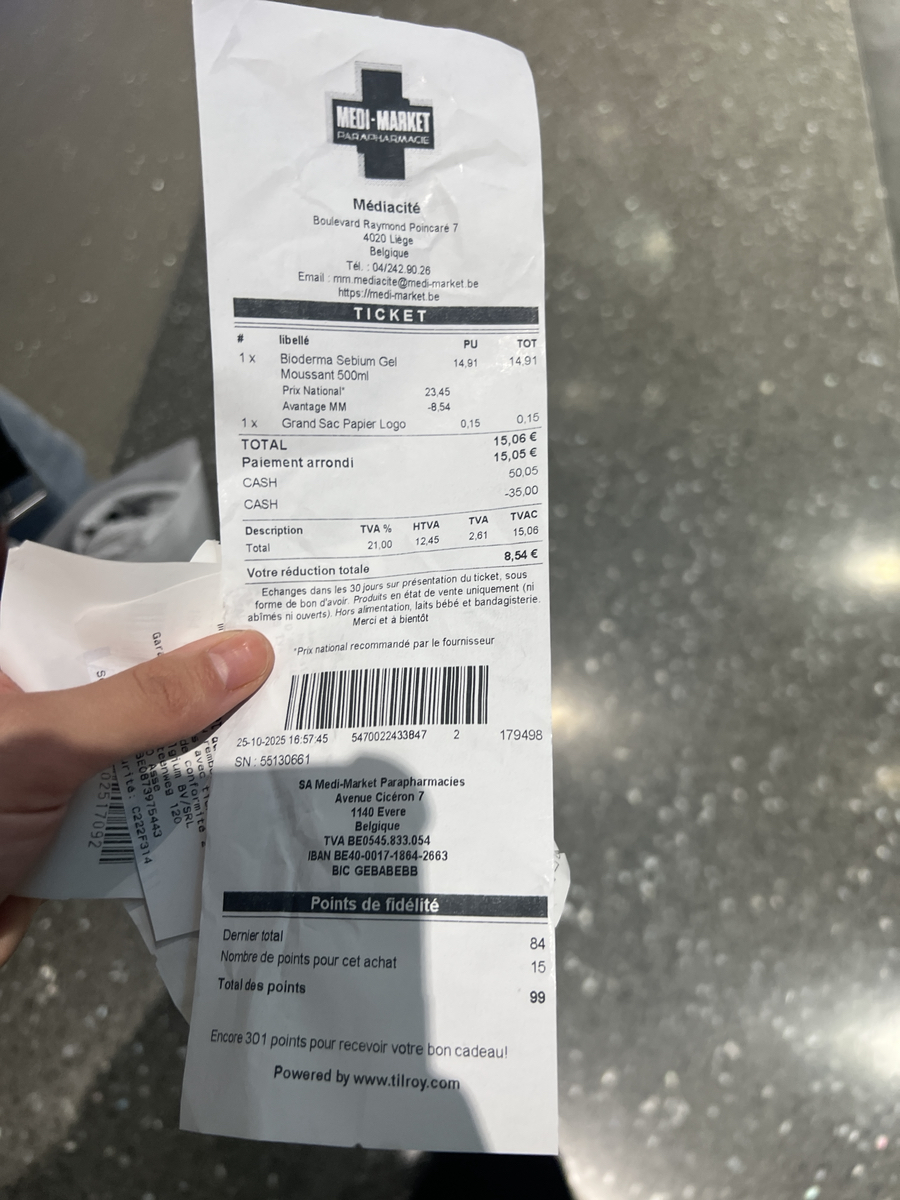 MEDI-MARKET
PARAPHARMACIE
Médiacité
Boulevard Raymond Poincaré 7
4020 Liège
Belgique
Tél. : 04/242.90.26
Email : mm.mediacite@medi-market.be
https://medi-market.be
TICKET
# libellé PU TOT
1 x Bioderma Sebium Gel 14,91 14,91
Moussant 500ml
Prix National* 23,45
Avantage MM -8,54
1 x Grand Sac Papier Logo 0,15 0,15
TOTAL 15,06 €
Paiement arrondi 15,05 €
CASH 50,05
CASH -35,00
Description TVA % HTVA TVA TVAC
Total 21,00 12,45 2,61 15,06
Votre réduction totale 8,54 €
Echanges dans les 30 jours sur présentation du ticket, sous
forme de bon d'avoir. Produits en état de vente uniquement (ni
abîmés ni ouverts). Hors alimentation, laits bébé et bandagisterie.
Merci et à bientôt
*Prix national recommandé par le fournisseur
25-10-2025 16:57:45 5470022433847 2 179498
SN : 55130661
SA Medi-Market Parapharmacies
Avenue Cicéron 7
1140 Evere
Belgique
TVA BE0545.833.054
IBAN BE40-0017-1864-2663
BIC GEBABEBB
Points de fidélité
Dernier total 84
Nombre de points pour cet achat 15
Total des points 99
Encore 301 points pour recevoir votre bon cadeau!
Powered by www.tilroy.com
conformité
BV/SRL
120
BE0873975443
C222F314
02517092